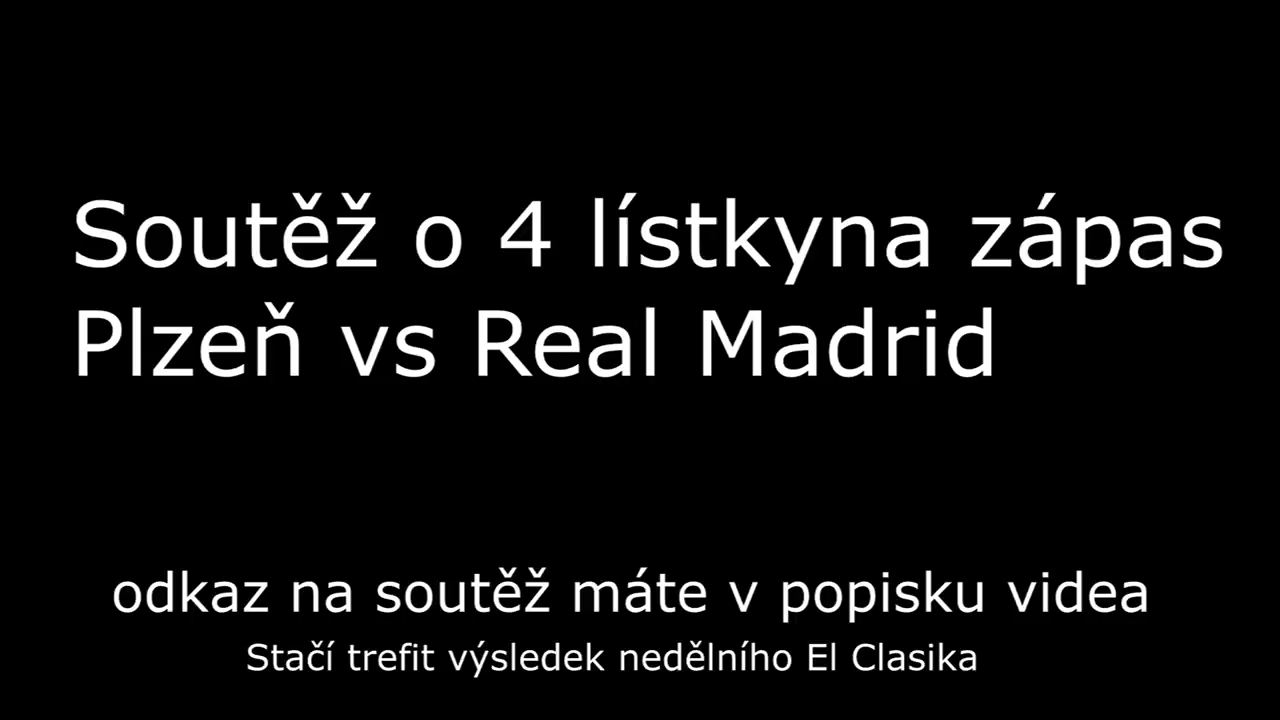 Soutěž o 4 lístkyna zápas
Plzeň vs Real Madrid
odkaz na soutěž máte v popisku videa
Stačí trefit výsledek nedělního El Clasika